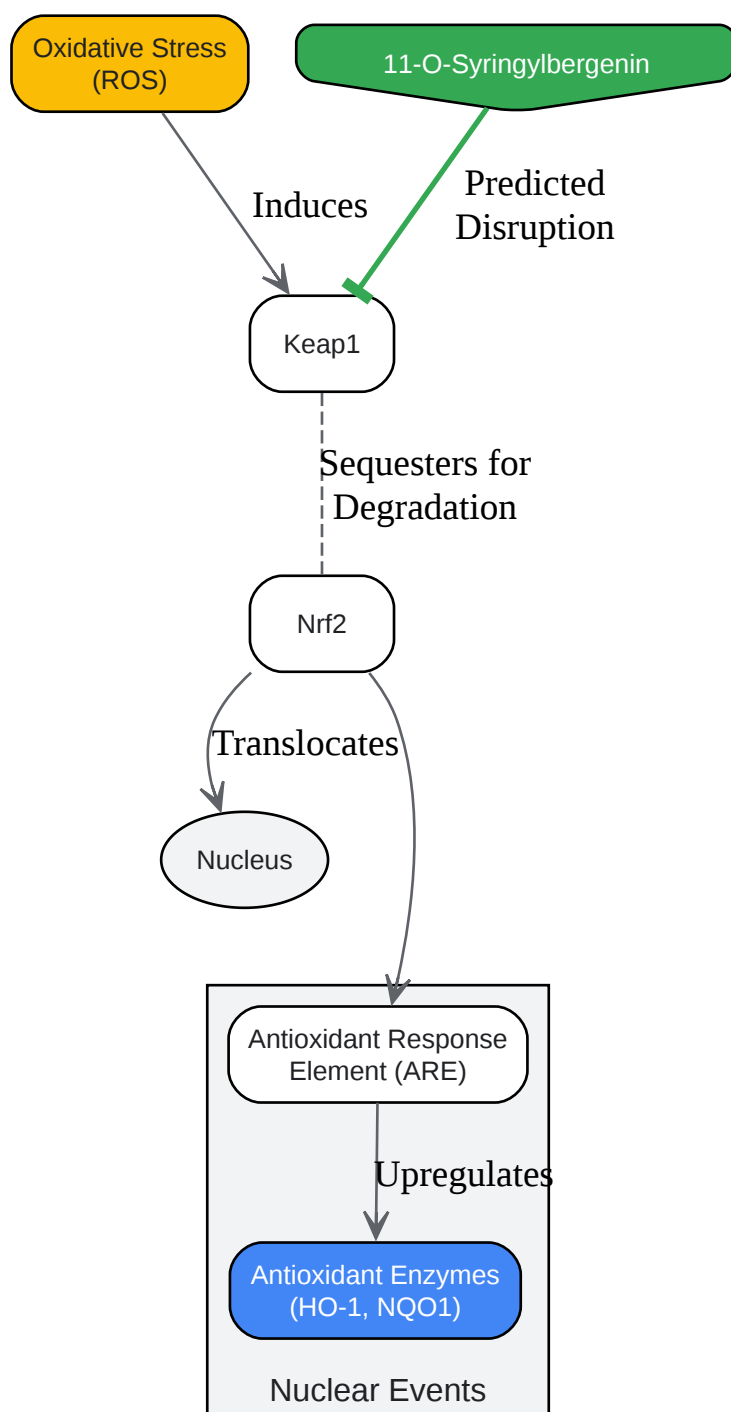 Oxidative Stress
(ROS)
11-O-Syringylbergenin
Induces
Predicted
Disruption
Keap1
Sequesters for
Degradation
Nrf2
Translocates
Nucleus
Antioxidant Response
Element (ARE)
Upregulates
Antioxidant Enzymes
(HO-1, NQO1)
Nuclear Events